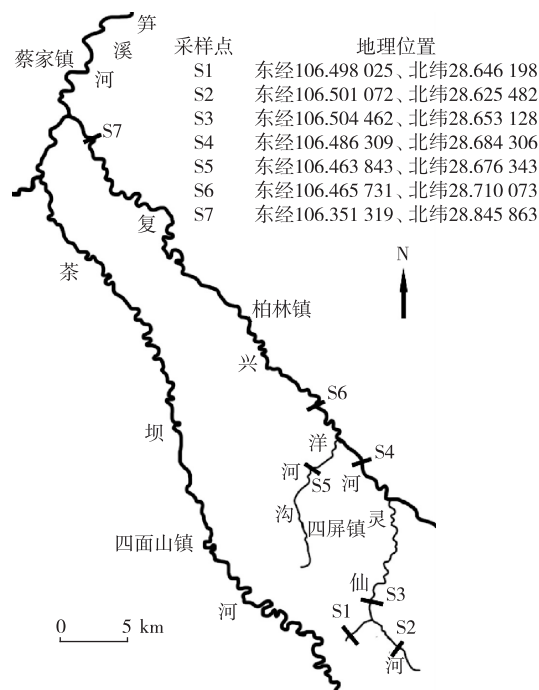 笋
溪
河
蔡家镇
采样点 地理位置
S1 东经106.498 025、北纬28.646 198
S2 东经106.501 072、北纬28.625 482
S3 东经106.504 462、北纬28.653 128
S4 东经106.486 309、北纬28.684 306
S5 东经106.463 843、北纬28.676 343
S6 东经106.465 731、北纬28.710 073
S7 东经106.351 319、北纬28.845 863
S7
复
茶
N
柏林镇
兴
S6
坝
洋
S4
河
S5
河
沟
四屏镇
灵
四面山镇
仙
S3
河
S1
S2
河
0 5 km